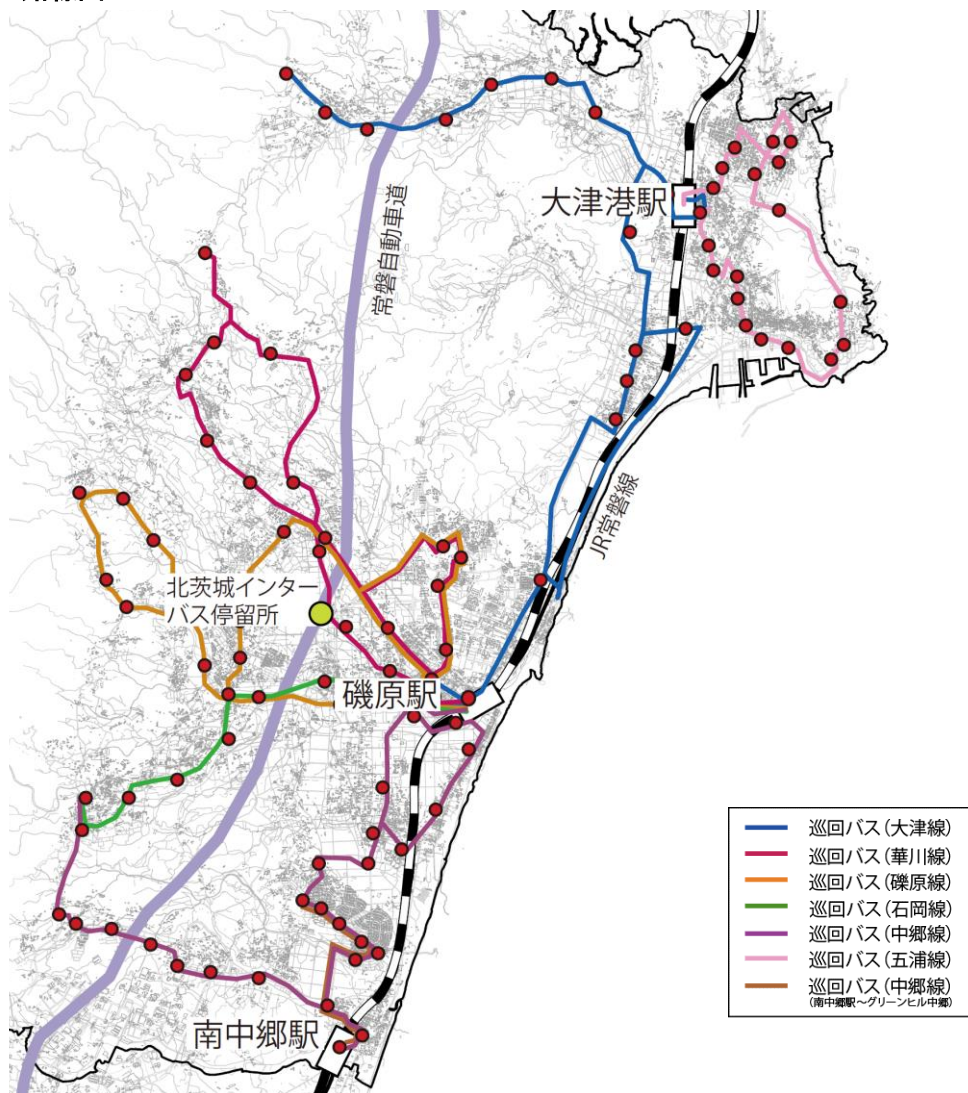 大津港駅
常磐自動車道
JR常磐線
北茨城インター
バス停留所
磯原駅
南中郷駅
巡回バス(大津線)
巡回バス(華川線)
巡回バス(磯原線)
巡回バス(石岡線)
巡回バス(中郷線)
巡回バス(五浦線)
巡回バス(中郷線)
(南中郷駅～グリーンヒル中郷)